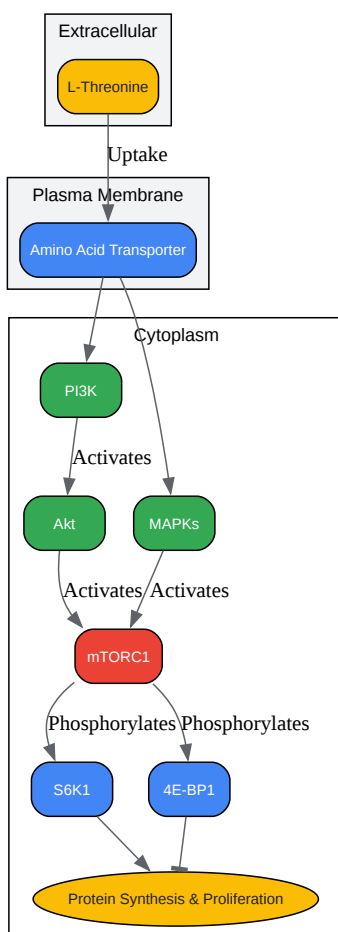 Extracellular
L-Threonine
Uptake
Plasma Membrane
Amino Acid Transporter
Cytoplasm
PI3K
Activates
Akt
MAPKs
Activates
Activates
mTORC1
Phosphorylates
Phosphorylates
S6K1
4E-BP1
Protein Synthesis & Proliferation